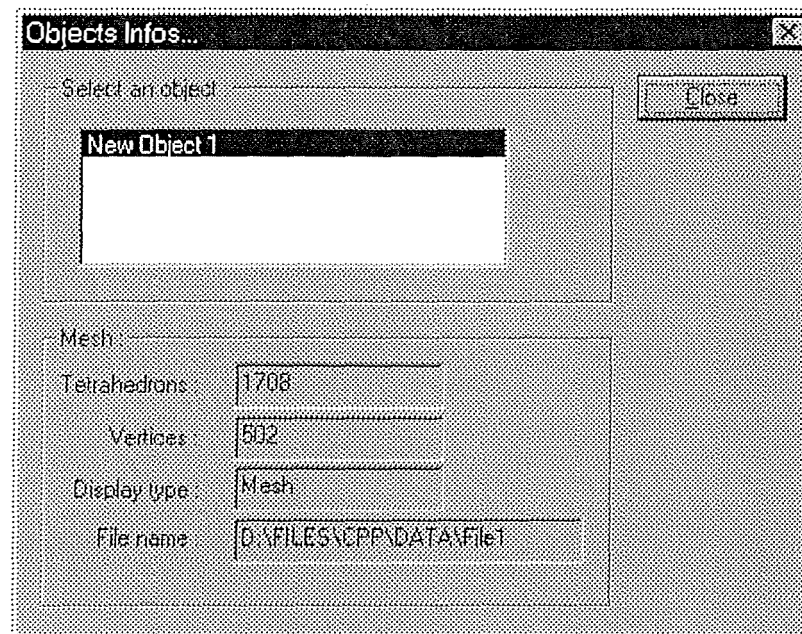 Objects Infos...
Select an object
Close
New Object 1
Mesh :
Tetrahedrons : 1708
Vertices : 502
Display type : Mesh
File name : D:\FILES\CPP\DATA\File1